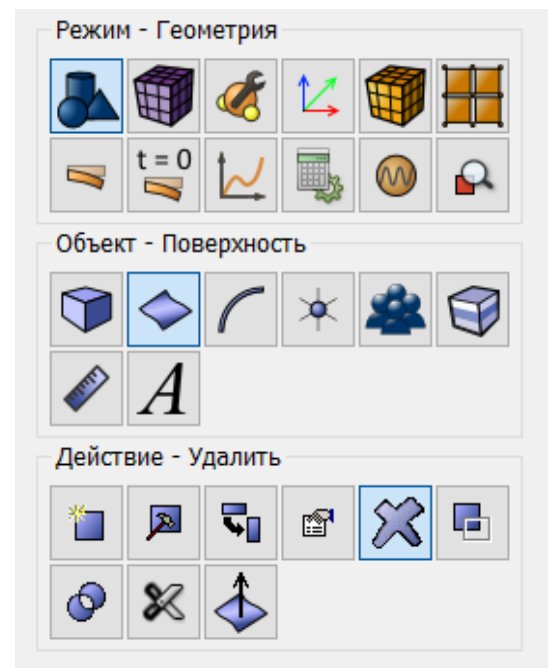 Режим - Геометрия
t = 0
Объект - Поверхность
A
Действие - Удалить